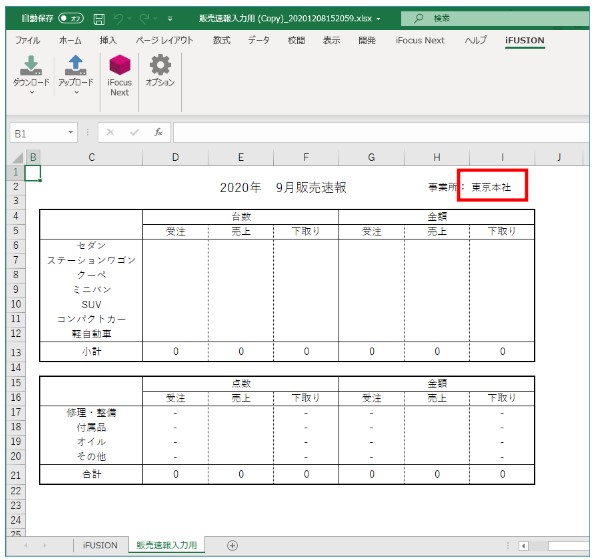 自動保存 オフ 販売速報入力用 (Copy)_20201208152059.xlsx 検索
ファイル ホーム 挿入 ページ レイアウト 数式 データ 校閲 表示 開発 iFocus Next ヘルプ iFUSION
ダウンロード アップロード iFocus Next オプション
B1 fx
B C D E F G H I J
1
2 2020年 9月販売速報 事業所： 東京本社
3
4 台数 金額
5 受注 売上 下取り 受注 売上 下取り
6 セダン
7 ステーションワゴン
8 クーペ
9 ミニバン
10 SUV
11 コンパクトカー
12 軽自動車
13 小計 0 0 0 0 0 0
14
15 点数 金額
16 受注 売上 下取り 受注 売上 下取り
17 修理・整備 - - - -
18 付属品 - - - -
19 オイル - - - -
20 その他 - - - -
21 合計 0 0 0 0 0 0
22
23
24
25
iFUSION 販売速報入力用